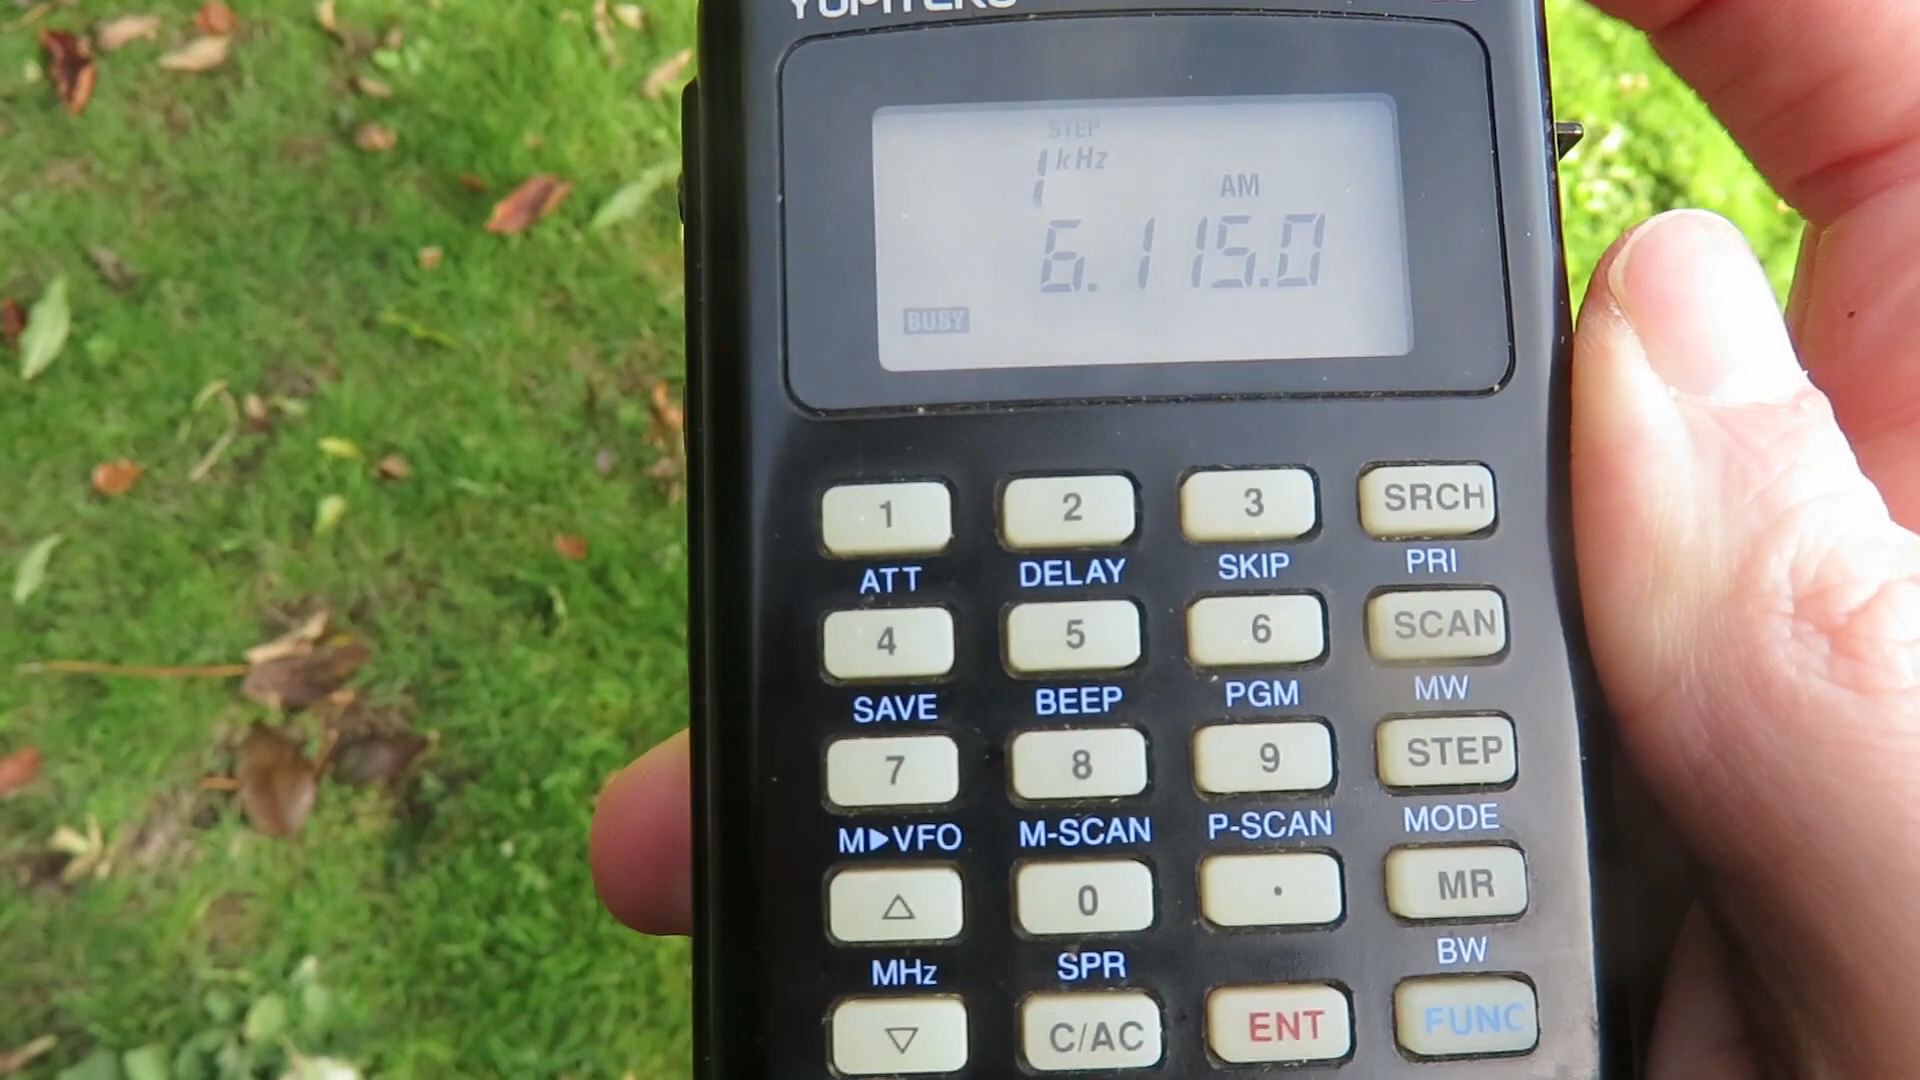 YUPITERU
STEP
1 kHz
AM
6.115.0
BUSY
1 2 3 SRCH
ATT DELAY SKIP PRI
4 5 6 SCAN
SAVE BEEP PGM MW
7 8 9 STEP
M▶VFO M-SCAN P-SCAN MODE
△ 0 · MR
MHz SPR BW
▽ C/AC ENT FUNC